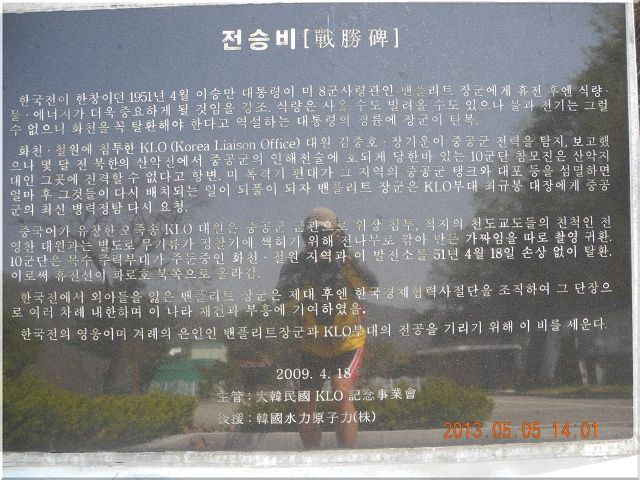 전승비 [戰勝碑]
한국전이 한창이던 1951년 4월 이승만 대통령이 미 8군사령관인 밴플리트 장군에게 휴전 후엔 식량·
물·에너지가 더욱 중요하게 될 것임을 강조. 식량은 사올 수도 빌려올 수도 있으나 물과 전기는 그럴
수 없으니 화천을 꼭 탈환해야 한다고 역설하는 대통령의 경륜에 장군이 탄복.
화천·철원에 침투한 KLO (Korea Liaison Office) 대원 김중호·장기운이 중공군 전력을 탐지, 보고했
으나 몇 달 전 북한의 산악전에서 중공군의 인해전술에 호되게 당한바 있는 10군단 참모진은 산악지
대인 그곳에 진격할 수 없다고 항변. 미 폭격기 편대가 그 지역의 중공군 탱크와 대포 등을 섬멸하면
얼마 후 그것들이 다시 배치되는 일이 되풀이 되자 밴플리트 장군은 KLO부대 최규봉 대장에게 중공
군의 최신 병력정탐 다시 요청.
중국어가 유창한 오죽송 KLO 대원은 중공군 군관으로 위장 침투, 적지의 천도교도들의 친척인 전
영찬 대원과는 별도로 무기류가 정찰기에 찍히기 위해 전나무로 깎아 만든 가짜임을 따로 촬영 귀환.
10군단은 목수 주력부대가 주둔중인 화천·철원 지역과 이 발전소를 51년 4월 18일 손상 없이 탈환.
이로써 휴전선이 파로호 북쪽으로 올라감.
한국전에서 외아들을 잃은 밴플리트 장군은 제대 후엔 한국경제협력사절단을 조직하여 그 단장으
로 여러 차례 내한하며 이 나라 재건과 부흥에 기여하였음.
한국전의 영웅이며 겨레의 은인인 밴플리트장군과 KLO부대의 전공을 기리기 위해 이 비를 세운다.
2009. 4. 18
主管: 大韓民國 KLO 記念事業會
後援: 韓國水力原子力(株)
2013.05.05 14:01